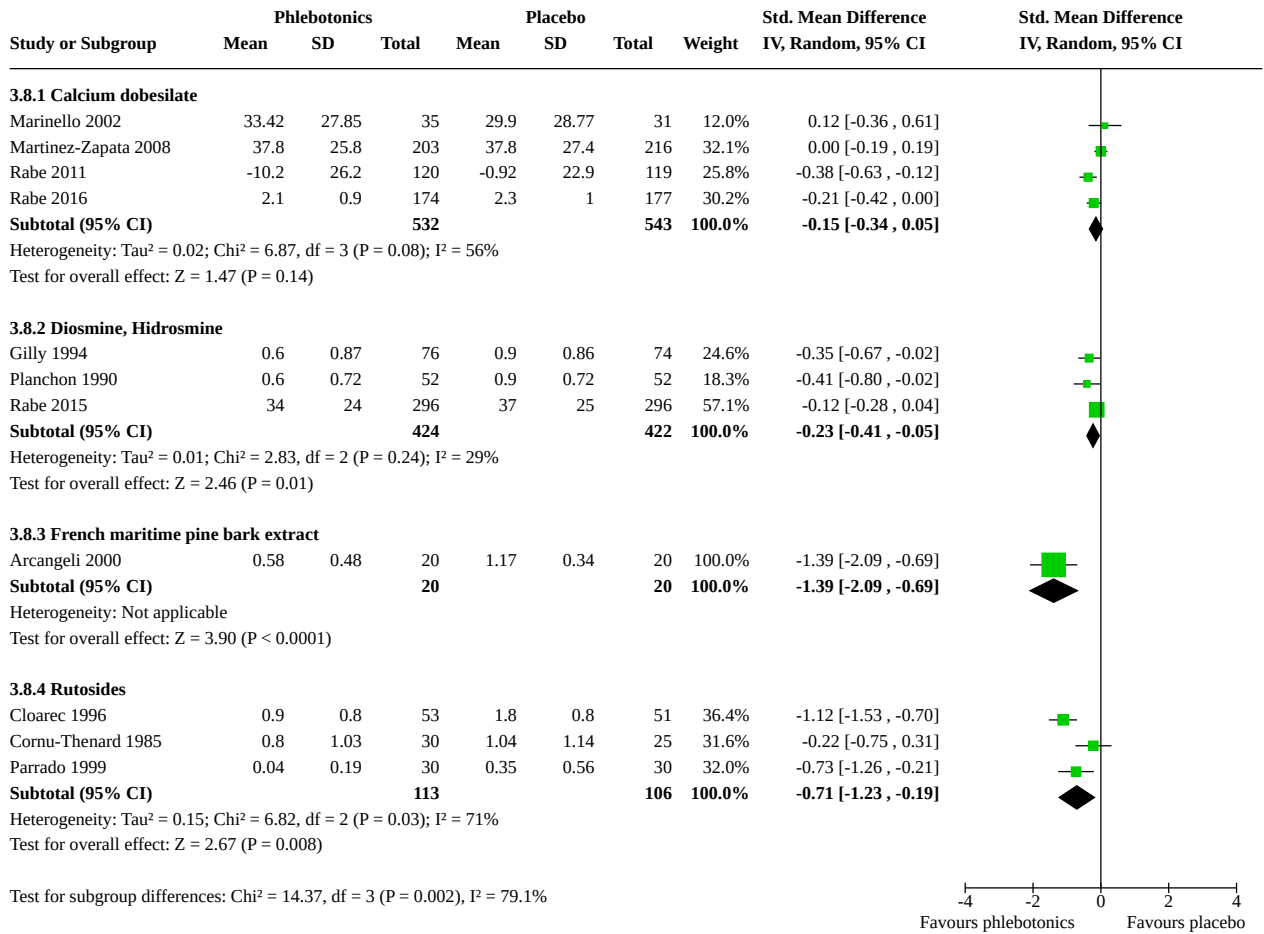 Phlebotonics Placebo Std. Mean Difference Std. Mean Difference
Study or Subgroup Mean SD Total Mean SD Total Weight IV, Random, 95% CI IV, Random, 95% CI
3.8.1 Calcium dobesilate
Marinello 2002 33.42 27.85 35 29.9 28.77 31 12.0% 0.12 [-0.36 , 0.61]
Martinez-Zapata 2008 37.8 25.8 203 37.8 27.4 216 32.1% 0.00 [-0.19 , 0.19]
Rabe 2011 -10.2 26.2 120 -0.92 22.9 119 25.8% -0.38 [-0.63 , -0.12]
Rabe 2016 2.1 0.9 174 2.3 1 177 30.2% -0.21 [-0.42 , 0.00]
Subtotal (95% CI) 532 543 100.0% -0.15 [-0.34 , 0.05]
Heterogeneity: Tau² = 0.02; Chi² = 6.87, df = 3 (P = 0.08); I² = 56%
Test for overall effect: Z = 1.47 (P = 0.14)
3.8.2 Diosmine, Hidrosmine
Gilly 1994 0.6 0.87 76 0.9 0.86 74 24.6% -0.35 [-0.67 , -0.02]
Planchon 1990 0.6 0.72 52 0.9 0.72 52 18.3% -0.41 [-0.80 , -0.02]
Rabe 2015 34 24 296 37 25 296 57.1% -0.12 [-0.28 , 0.04]
Subtotal (95% CI) 424 422 100.0% -0.23 [-0.41 , -0.05]
Heterogeneity: Tau² = 0.01; Chi² = 2.83, df = 2 (P = 0.24); I² = 29%
Test for overall effect: Z = 2.46 (P = 0.01)
3.8.3 French maritime pine bark extract
Arcangeli 2000 0.58 0.48 20 1.17 0.34 20 100.0% -1.39 [-2.09 , -0.69]
Subtotal (95% CI) 20 20 100.0% -1.39 [-2.09 , -0.69]
Heterogeneity: Not applicable
Test for overall effect: Z = 3.90 (P < 0.0001)
3.8.4 Rutosides
Cloarec 1996 0.9 0.8 53 1.8 0.8 51 36.4% -1.12 [-1.53 , -0.70]
Cornu-Thenard 1985 0.8 1.03 30 1.04 1.14 25 31.6% -0.22 [-0.75 , 0.31]
Parrado 1999 0.04 0.19 30 0.35 0.56 30 32.0% -0.73 [-1.26 , -0.21]
Subtotal (95% CI) 113 106 100.0% -0.71 [-1.23 , -0.19]
Heterogeneity: Tau² = 0.15; Chi² = 6.82, df = 2 (P = 0.03); I² = 71%
Test for overall effect: Z = 2.67 (P = 0.008)
Test for subgroup differences: Chi² = 14.37, df = 3 (P = 0.002), I² = 79.1%
-4 -2 0 2 4
Favours phlebotonics Favours placebo